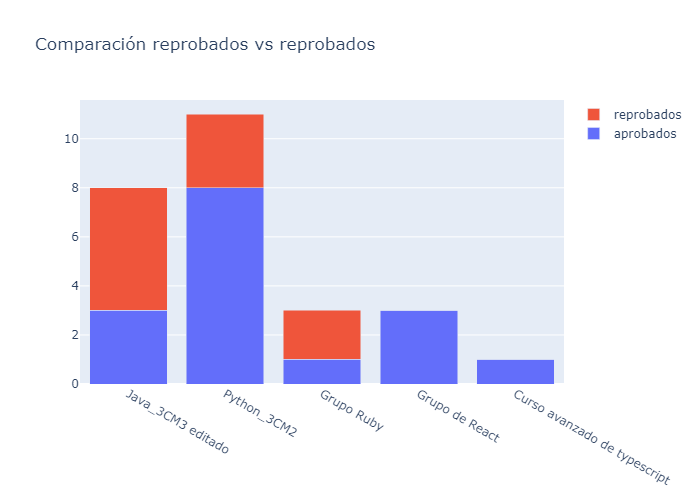 Comparación reprobados vs reprobados
reprobados
aprobados
10
8
6
4
2
0
Java_3CM3 editado
Python_3CM2
Grupo Ruby
Grupo de React
Curso avanzado de typescript